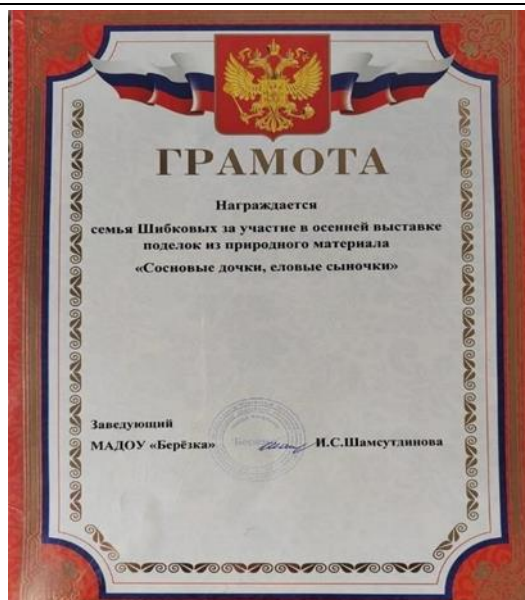 ГРАМОТА
Награждается
семья Шибковых за участие в осенней выставке
поделок из природного материала
«Сосновые дочки, еловые сыночки»
Заведующий
МАДОУ «Берёзка» И.С.Шамсутдинова